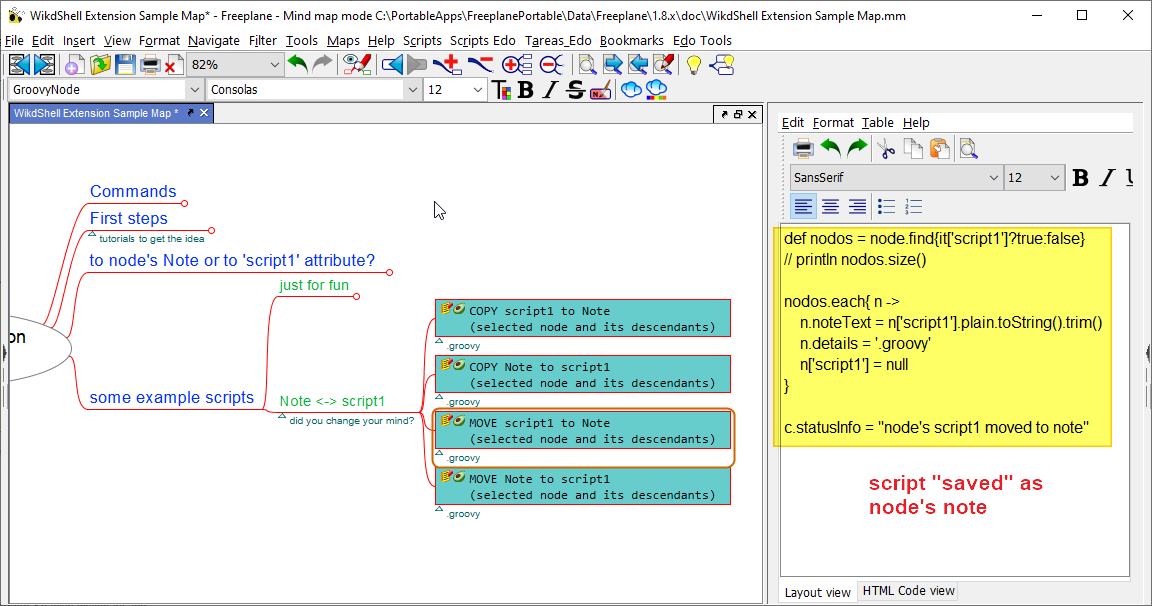 WikdShell Extension Sample Map* - Freeplane - Mind map mode C:\PortableApps\FreeplanePortable\Data\Freeplane\1.8.x\doc\WikdShell Extension Sample Map.mm
File Edit Insert View Format Navigate Filter Tools Maps Help Scripts Scripts Edo Tareas_Edo Bookmarks Edo Tools
82%
GroovyNode Consolas 12 T B I S
WikdShell Extension Sample Map *
on
Commands
First steps
tutorials to get the idea
to node's Note or to 'script1' attribute?
just for fun
some example scripts
Note <-> script1
did you change your mind?
COPY script1 to Note
(selected node and its descendants)
.groovy
COPY Note to script1
(selected node and its descendants)
.groovy
MOVE script1 to Note
(selected node and its descendants)
.groovy
MOVE Note to script1
(selected node and its descendants)
.groovy
Edit Format Table Help
SansSerif 12 B I U
def nodos = node.find{it['script1']?true:false}
// println nodos.size()
nodos.each{ n ->
n.noteText = n['script1'].plain.toString().trim()
n.details = '.groovy'
n['script1'] = null
}
c.statusInfo = "node's script1 moved to note"
script "saved" as
node's note
Layout view HTML Code view